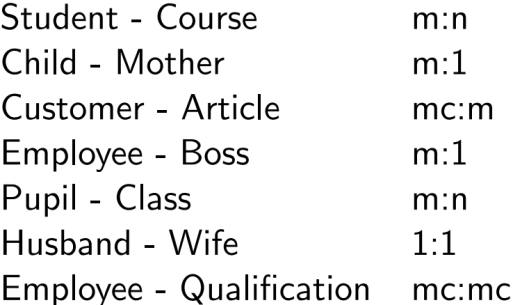 Student - Course m:n
Child - Mother m:1
Customer - Article mc:m
Employee - Boss m:1
Pupil - Class m:n
Husband - Wife 1:1
Employee - Qualification mc:mc